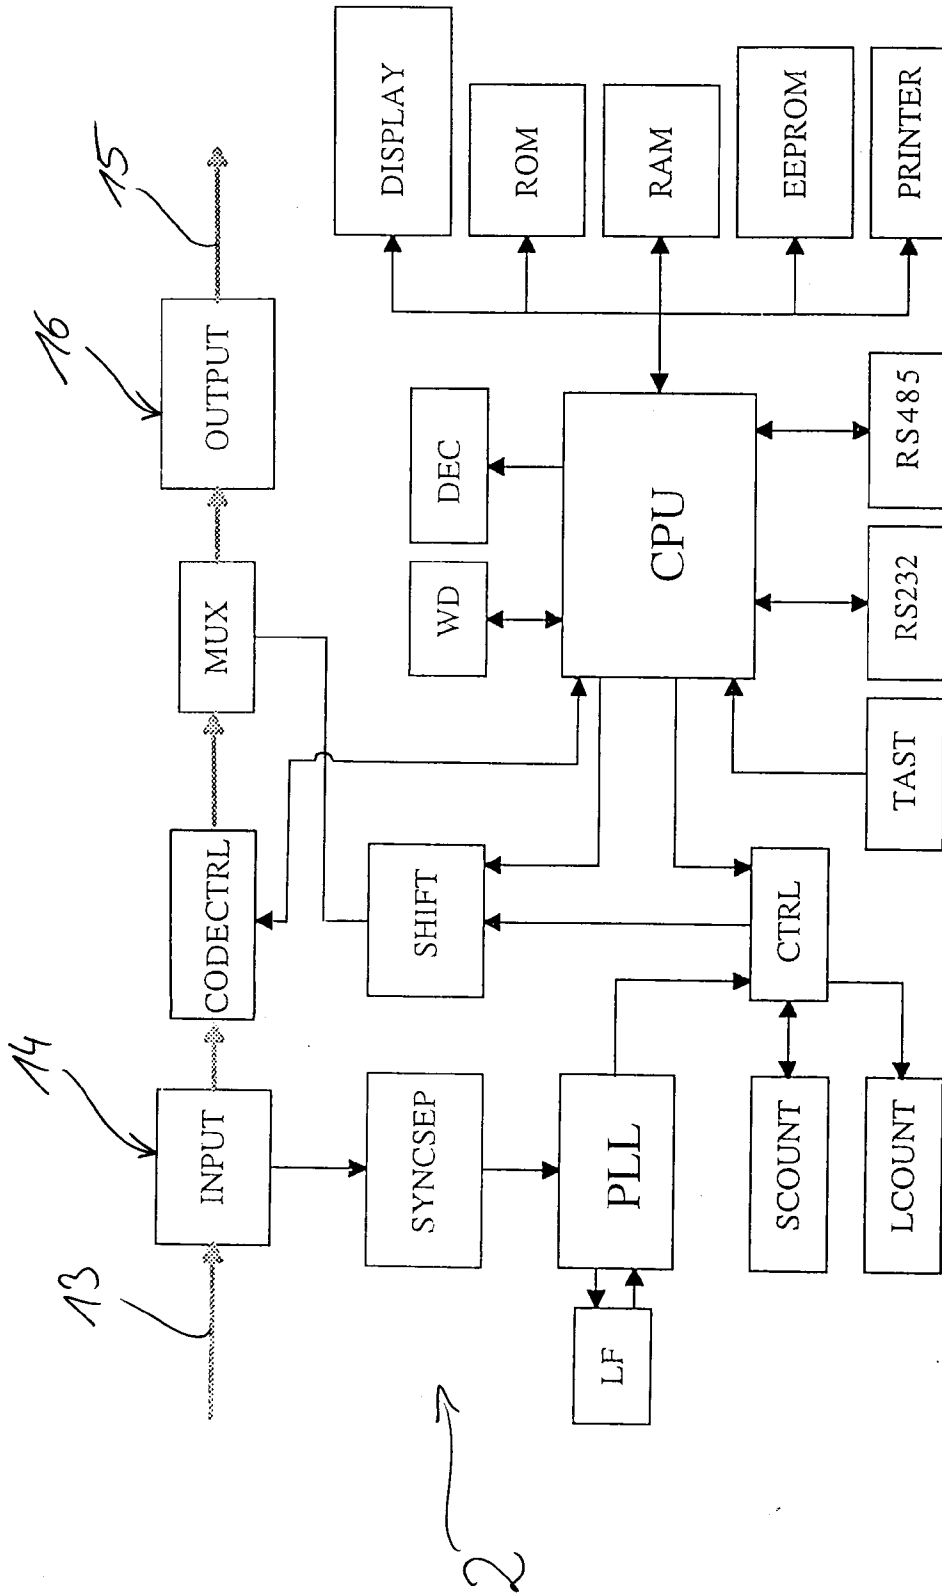 13
14
INPUT
CODECTRL
MUX
16
OUTPUT
15
SYNCSEP
SHIFT
WD
DEC
DISPLAY
ROM
RAM
EEPROM
PRINTER
LF
PLL
CPU
SCOUNT
CTRL
LCOUNT
TAST
RS232
RS485
2